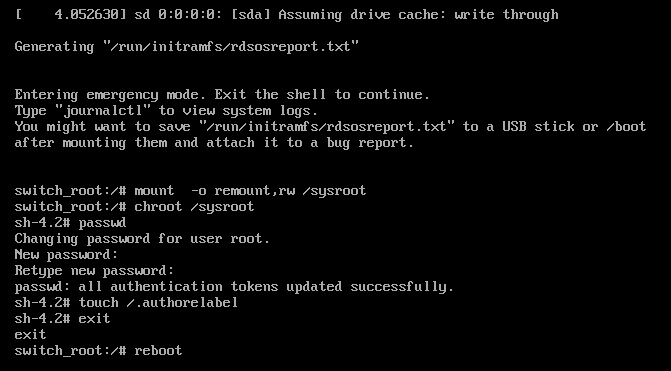 [    4.052630] sd 0:0:0:0: [sda] Assuming drive cache: write through
Generating "/run/initramfs/rdsosreport.txt"
Entering emergency mode. Exit the shell to continue.
Type "journalctl" to view system logs.
You might want to save "/run/initramfs/rdsosreport.txt" to a USB stick or /boot
after mounting them and attach it to a bug report.
switch_root:/# mount  -o remount,rw /sysroot
switch_root:/# chroot /sysroot
sh-4.2# passwd
Changing password for user root.
New password:
Retype new password:
passwd: all authentication tokens updated successfully.
sh-4.2# touch /.authorelabel
sh-4.2# exit
exit
switch_root:/# reboot